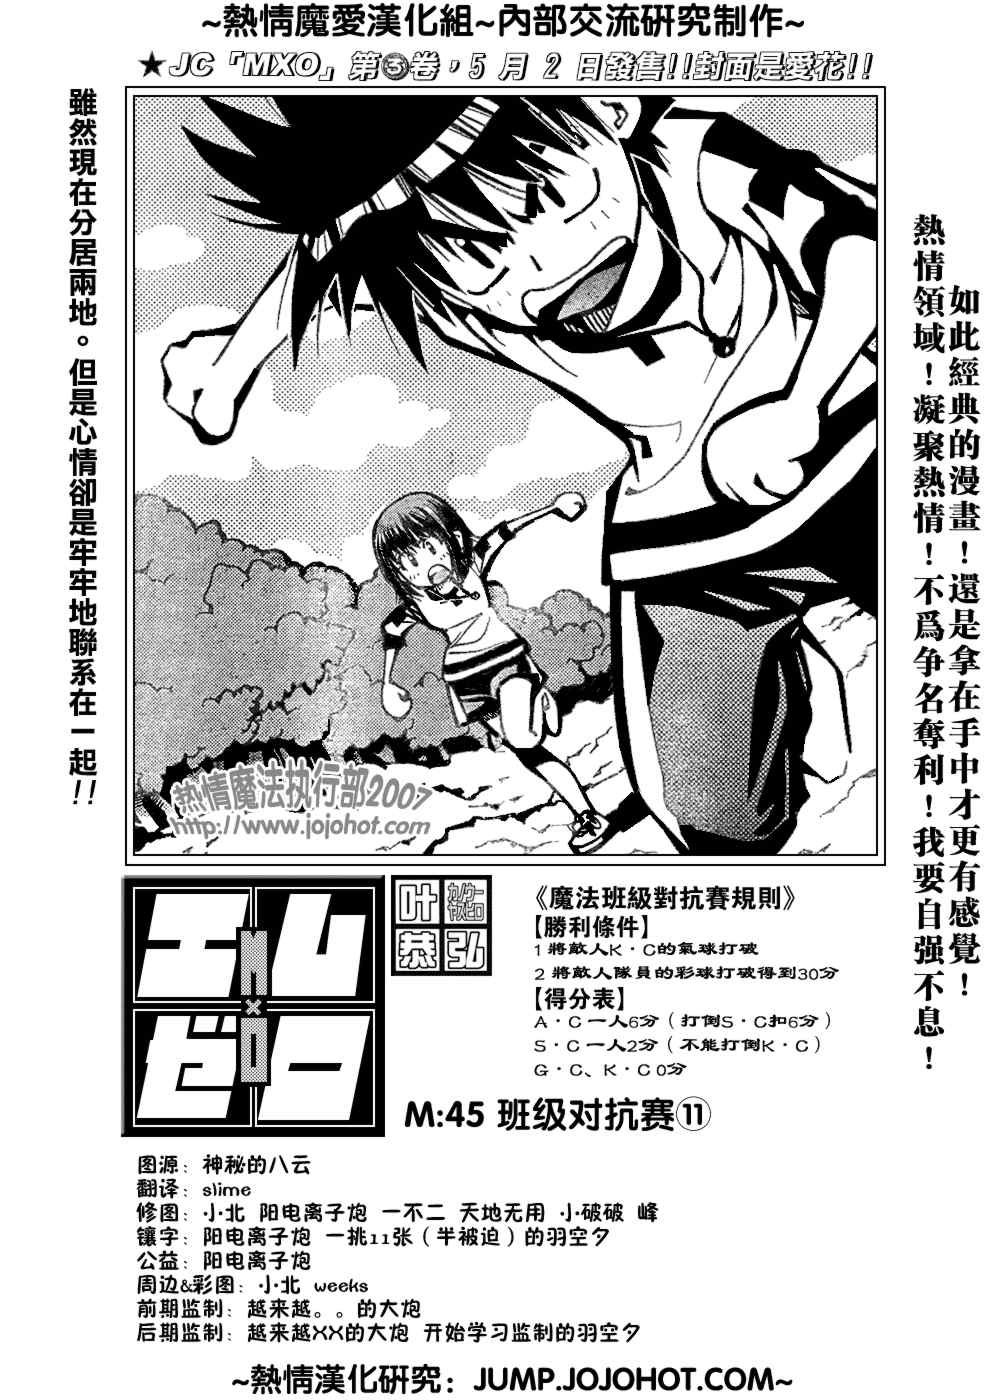 ~熱情魔愛漢化組~內部交流研究制作~
★JC「MXO」第③卷，5 月 2 日發售!!封面是愛花!!
雖然現在分居兩地。但是心情卻是牢牢地聯系在一起!!
如此經典的漫畫！還是拿在手中才更有感覺！
熱情領域！凝聚熱情！不爲争名奪利！我要自强不息！
熱情魔法执行部2007
http://www.jojohot.com
エム
M×0
ゼロ
叶
恭弘
カノウー
ヤスヒロ
《魔法班級對抗賽規則》
【勝利條件】
1 將敵人K·C的氣球打破
2 將敵人隊員的彩球打破得到30分
【得分表】
A·C 一人6分（打倒S·C扣6分）
S·C 一人2分（不能打倒K·C）
G·C、K·C 0分
M:45 班级对抗赛⑪
图源：神秘的八云
翻译：slime
修图：小北 阳电离子炮 一不二 天地无用 小破破 峰
镶字：阳电离子炮 一挑11张（半被迫）的羽空夕
公益：阳电离子炮
周边&彩图：小北 weeks
前期监制：越来越。。的大炮
后期监制：越来越XX的大炮 开始学习监制的羽空夕
~熱情漢化研究：JUMP.JOJOHOT.COM~